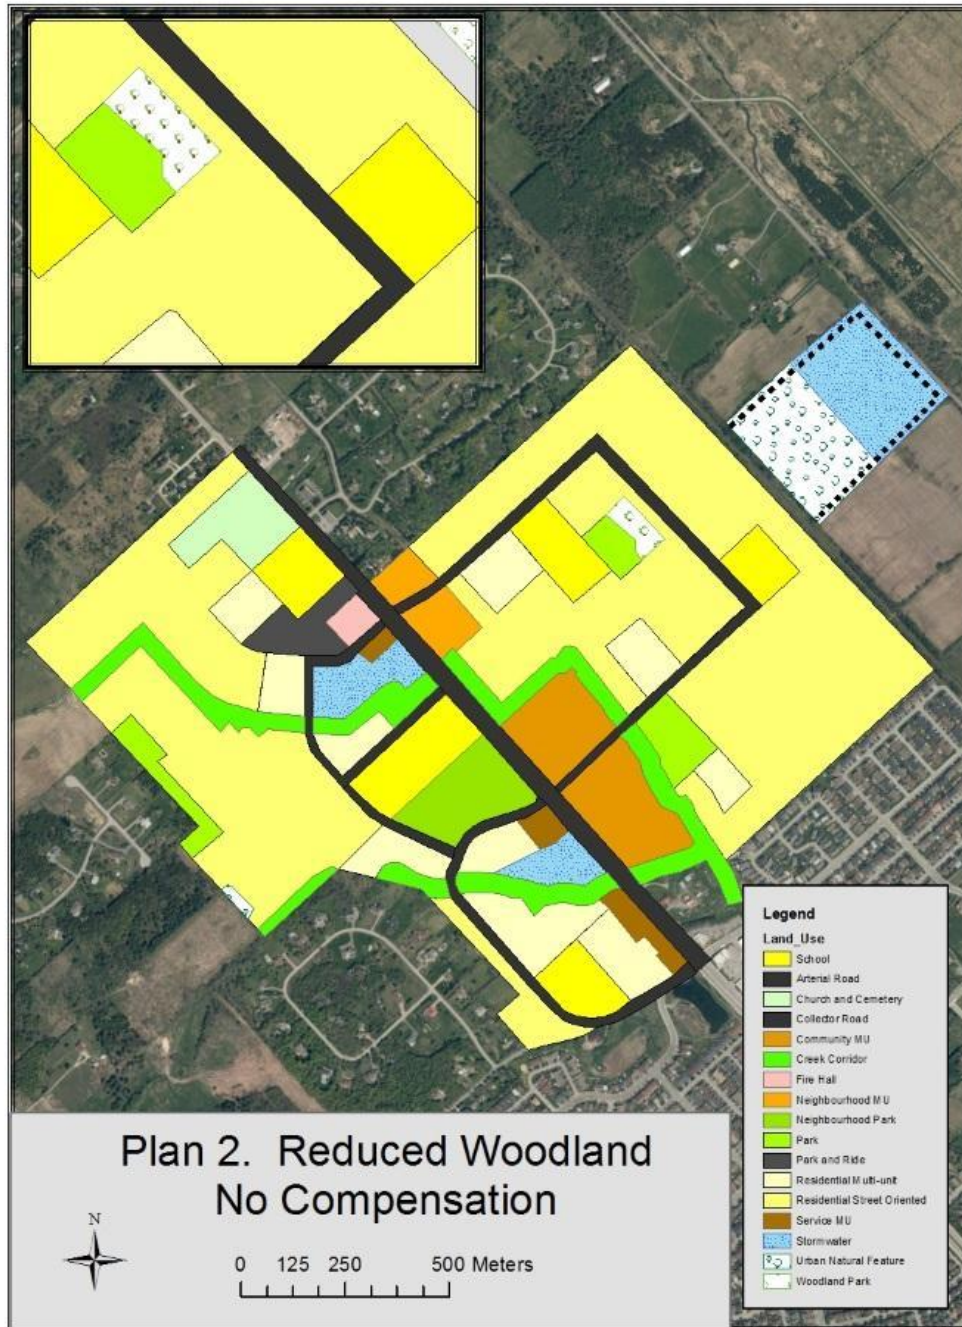 Legend
Land_Use
School
Arterial Road
Church and Cemetery
Collector Road
Community MU
Creek Corridor
Fire Hall
Neighbourhood MU
Neighbourhood Park
Park
Park and Ride
Residential Multi-unit
Residential Street Oriented
Service MU
Stormwater
Urban Natural Feature
Woodland Park
Plan 2. Reduced Woodland
No Compensation
N
0 125 250 500 Meters